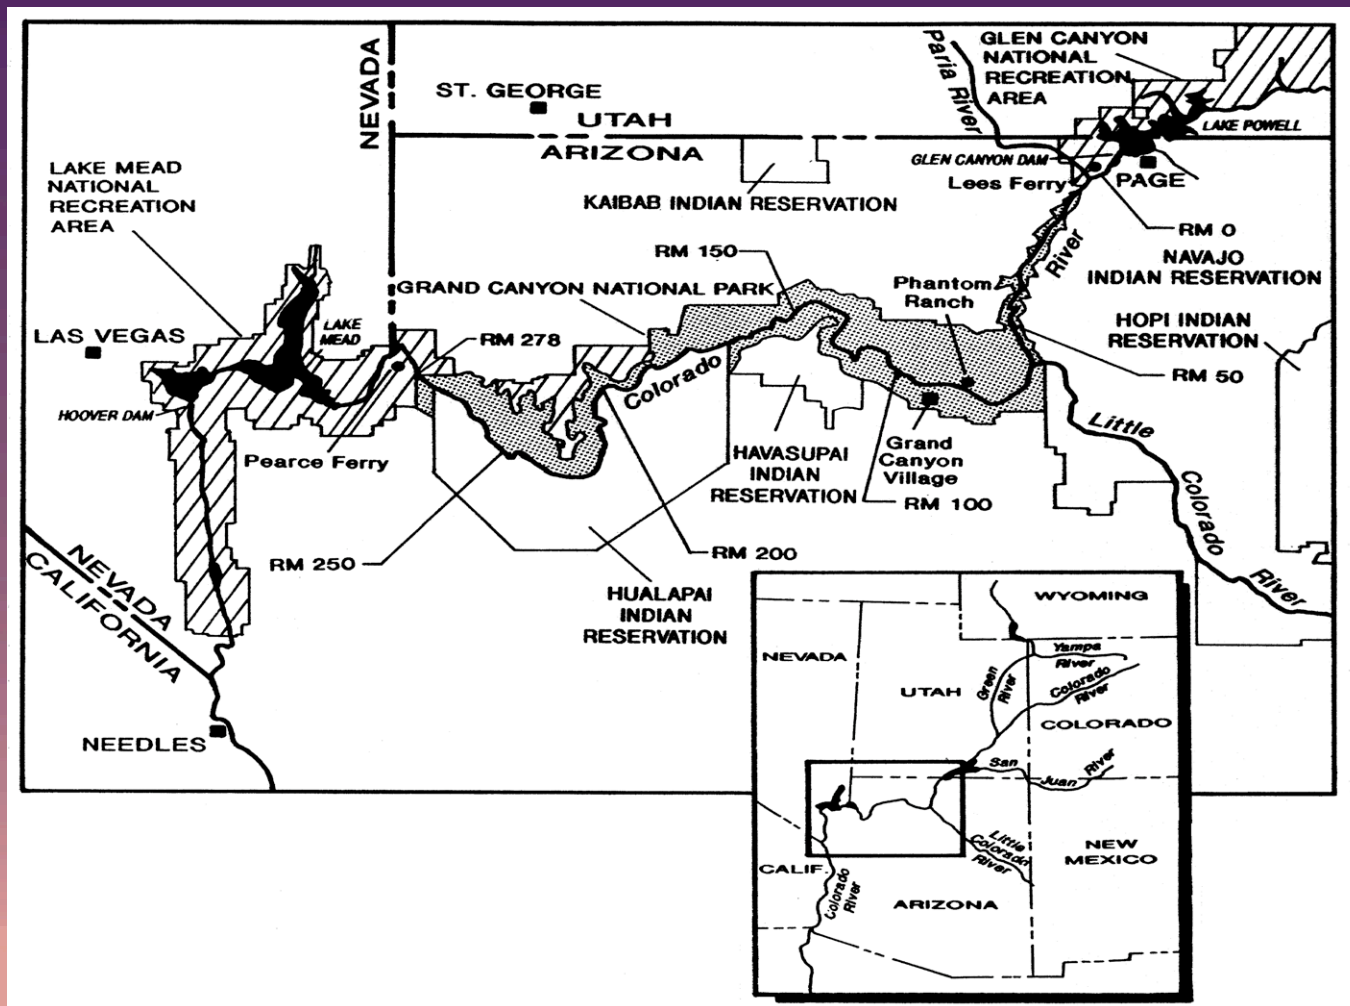 Paria River
GLEN CANYON
NATIONAL
RECREATION
AREA
NEVADA
ST. GEORGE
UTAH
ARIZONA
LAKE POWELL
GLEN CANYON DAM
Lees Ferry
PAGE
LAKE MEAD
NATIONAL
RECREATION
AREA
KAIBAB INDIAN RESERVATION
RM 0
River
NAVAJO
INDIAN RESERVATION
RM 150
Phantom
Ranch
GRAND CANYON NATIONAL PARK
HOPI INDIAN
RESERVATION
LAS VEGAS
LAKE
MEAD
RM 278
Colorado
RM 50
HOOVER DAM
Pearce Ferry
Little
Colorado
River
HAVASUPAI
INDIAN
RESERVATION
Grand
Canyon
Village
RM 100
RM 250
RM 200
NEVADA
CALIFORNIA
HUALAPAI
INDIAN
RESERVATION
NEEDLES
WYOMING
NEVADA
UTAH
Green
River
Yampa
River
Colorado
River
COLORADO
San
Juan
River
Little
Colorado
River
NEW
MEXICO
CALIF.
Colorado
River
ARIZONA